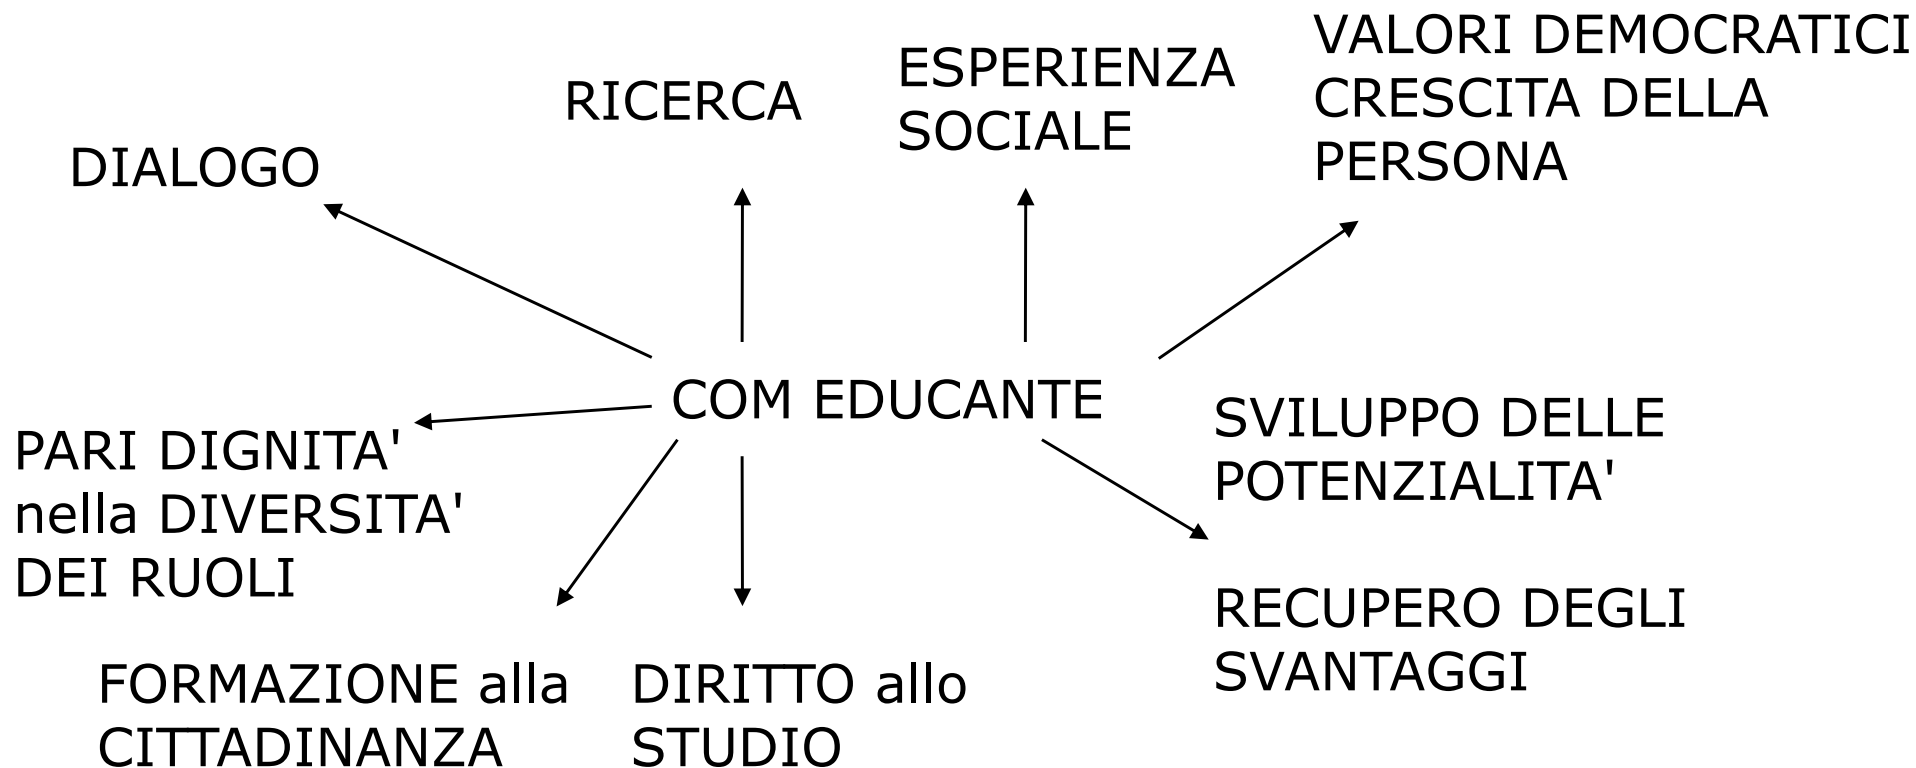 DIALOGO
RICERCA
ESPERIENZA
SOCIALE
VALORI DEMOCRATICI
CRESCITA DELLA
PERSONA
COM EDUCANTE
PARI DIGNITA'
nella DIVERSITA'
DEI RUOLI
SVILUPPO DELLE
POTENZIALITA'
RECUPERO DEGLI
SVANTAGGI
FORMAZIONE alla
CITTADINANZA
DIRITTO allo
STUDIO